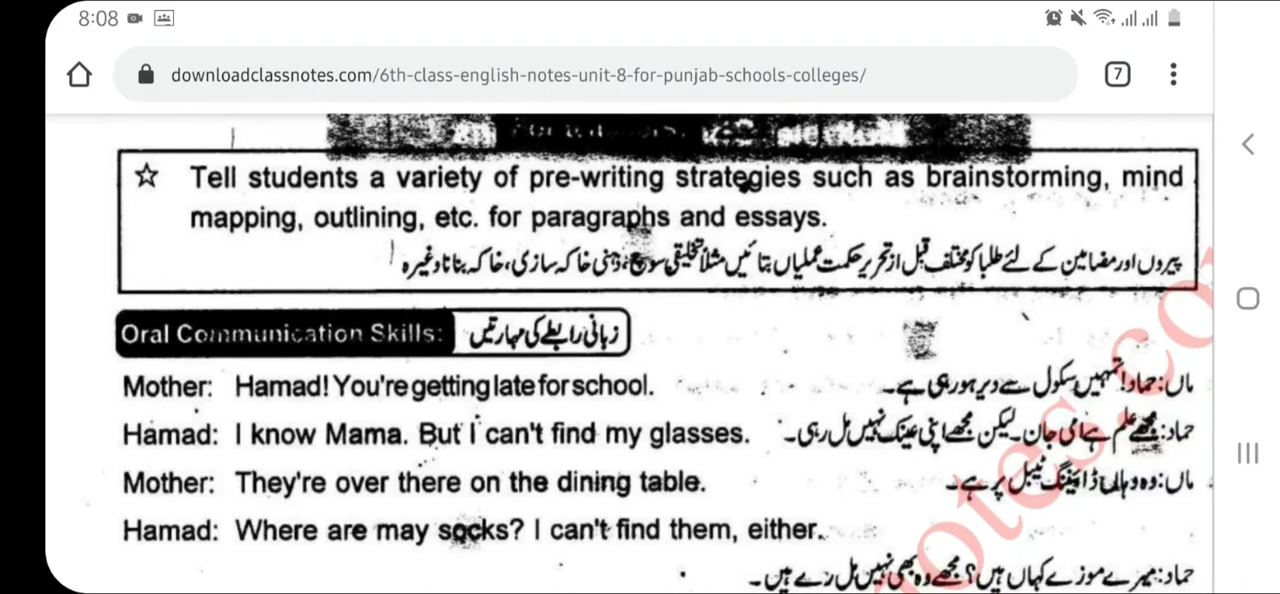 8:08
downloadclassnotes.com/6th-class-english-notes-unit-8-for-punjab-schools-colleges/
7
☆ Tell students a variety of pre-writing strategies such as brainstorming, mind
mapping, outlining, etc. for paragraphs and essays.
پیروں اور مضامین کے لئے طلبا کو مختلف قبل از تحریر حکمت عملیاں بتائیں مثلاً تخلیقی سوچ، ذہنی خاکہ سازی، خاکہ بنانا وغیرہ
Oral Communication Skills: زبانی رابطے کی مہارتیں
Mother: Hamad! You're getting late for school. ماں: حماد! تمہیں سکول سے دیر ہو رہی ہے۔
Hamad: I know Mama. But I can't find my glasses. حماد: مجھے علم ہے امی جان۔ لیکن مجھے اپنی عینک نہیں مل رہی۔
Mother: They're over there on the dining table. ماں: وہ وہاں ڈائننگ ٹیبل پر ہے۔
Hamad: Where are may socks? I can't find them, either.
حماد: میرے موزے کہاں ہیں؟ مجھے وہ بھی نہیں مل رہے ہیں۔
otes.co